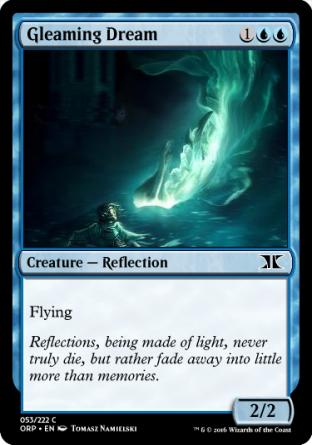 Gleaming Dream 1
Creature — Reflection
Flying
Reflections, being made of light, never
truly die, but rather fade away into little
more than memories.
2/2
053/222 C
ORP • EN Tomasz Namielski
™ & © 2016 Wizards of the Coast